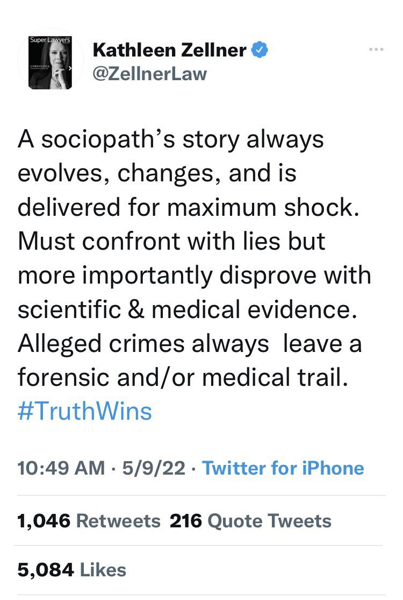 Super Lawyers
Kathleen Zellner
@ZellnerLaw
A sociopath's story always
evolves, changes, and is
delivered for maximum shock.
Must confront with lies but
more importantly disprove with
scientific & medical evidence.
Alleged crimes always  leave a
forensic and/or medical trail.
#TruthWins
10:49 AM · 5/9/22 · Twitter for iPhone
1,046 Retweets  216 Quote Tweets
5,084 Likes